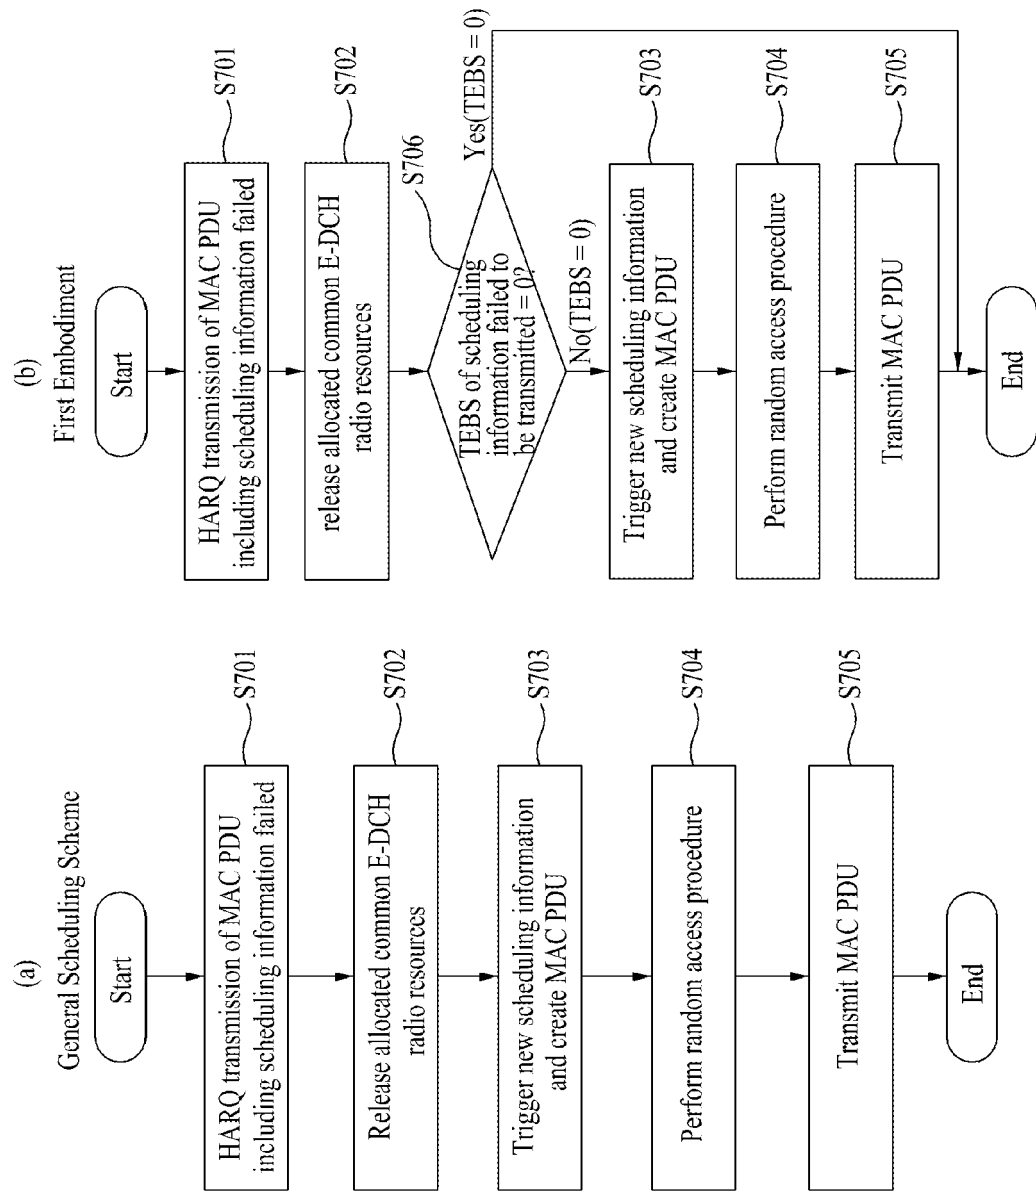 (a)
General Scheduling Scheme
Start
HARQ transmission of MAC PDU
including scheduling information failed
S701
Release allocated common E-DCH
radio resources
S702
Trigger new scheduling information
and create MAC PDU
S703
Perform random access procedure
S704
Transmit MAC PDU
S705
End
(b)
First Embodiment
Start
HARQ transmission of MAC PDU
including scheduling information failed
S701
release allocated common E-DCH
radio resources
S702
TEBS of scheduling
information failed to
be transmitted = 0?
S706
Yes(TEBS = 0)
No(TEBS = 0)
Trigger new scheduling information
and create MAC PDU
S703
Perform random access procedure
S704
Transmit MAC PDU
S705
End